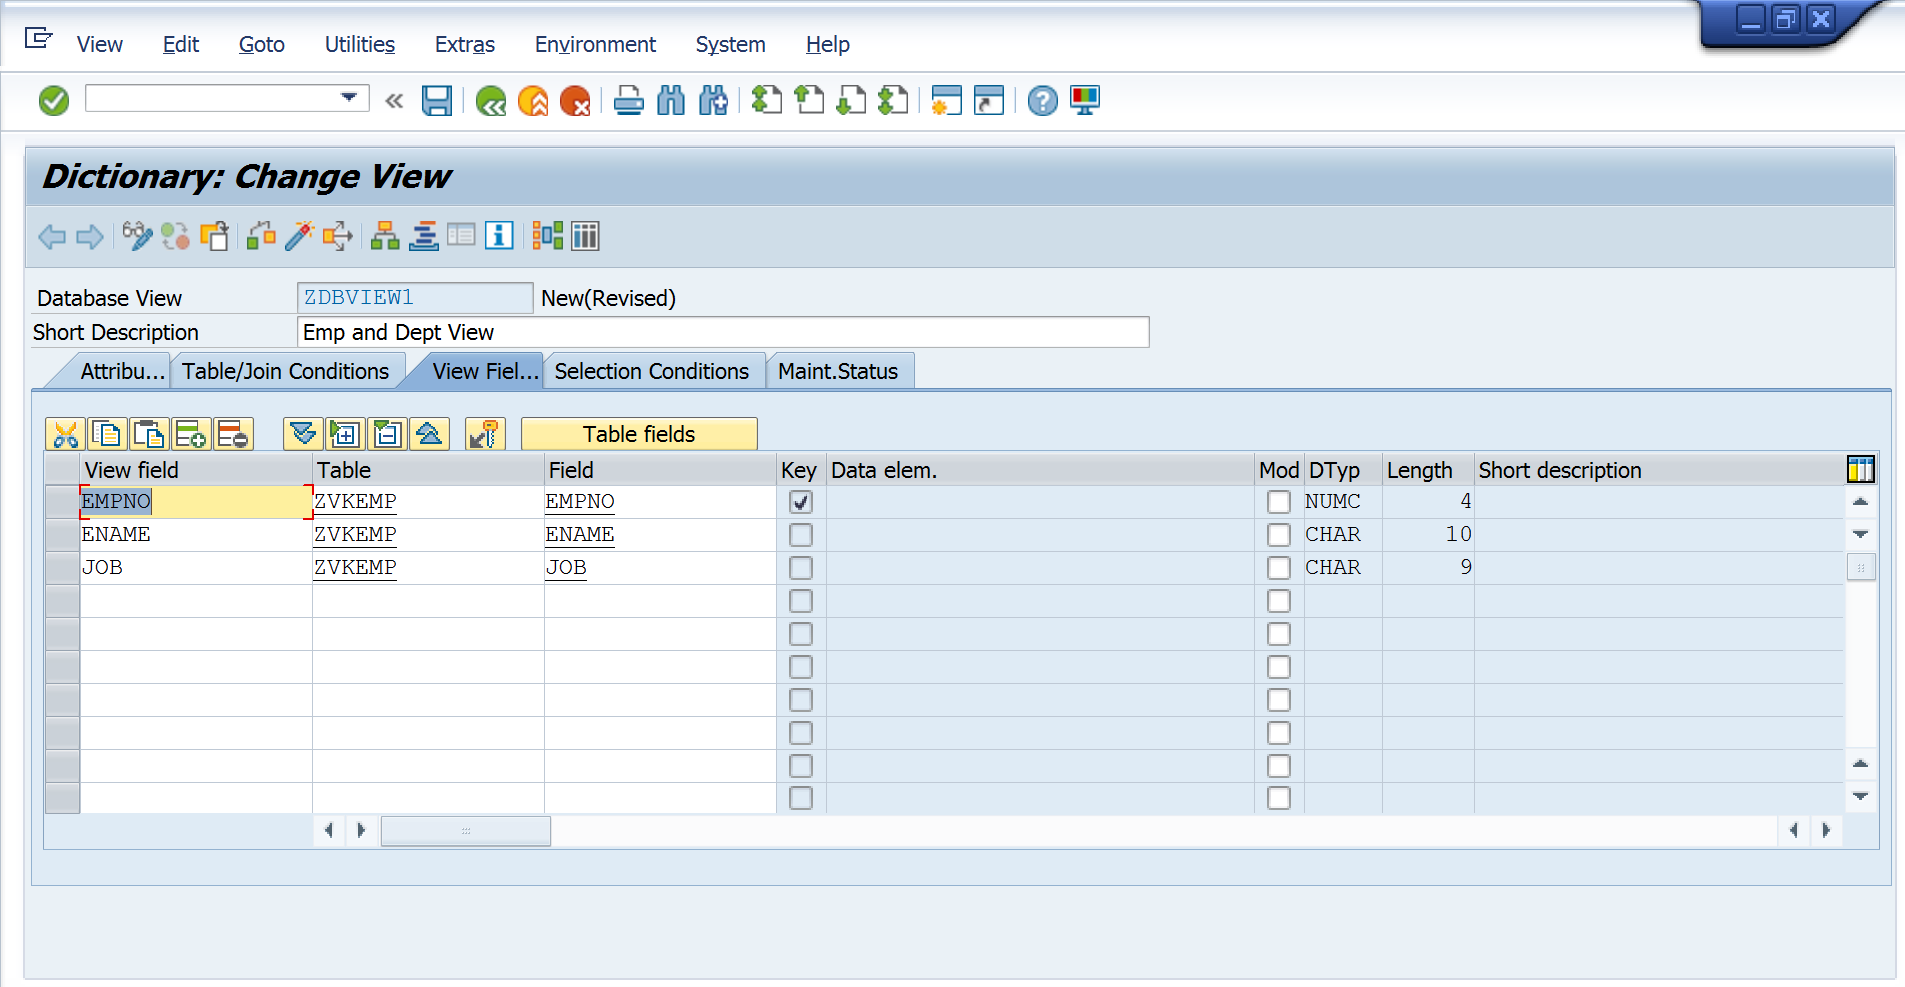 View Edit Goto Utilities Extras Environment System Help
Dictionary: Change View
Database View ZDBVIEW1 New(Revised)
Short Description Emp and Dept View
Attribu... Table/Join Conditions View Fiel... Selection Conditions Maint.Status
Table fields
View field Table Field Key Data elem. Mod DTyp Length Short description
EMPNO ZVKEMP EMPNO NUMC 4
ENAME ZVKEMP ENAME CHAR 10
JOB ZVKEMP JOB CHAR 9